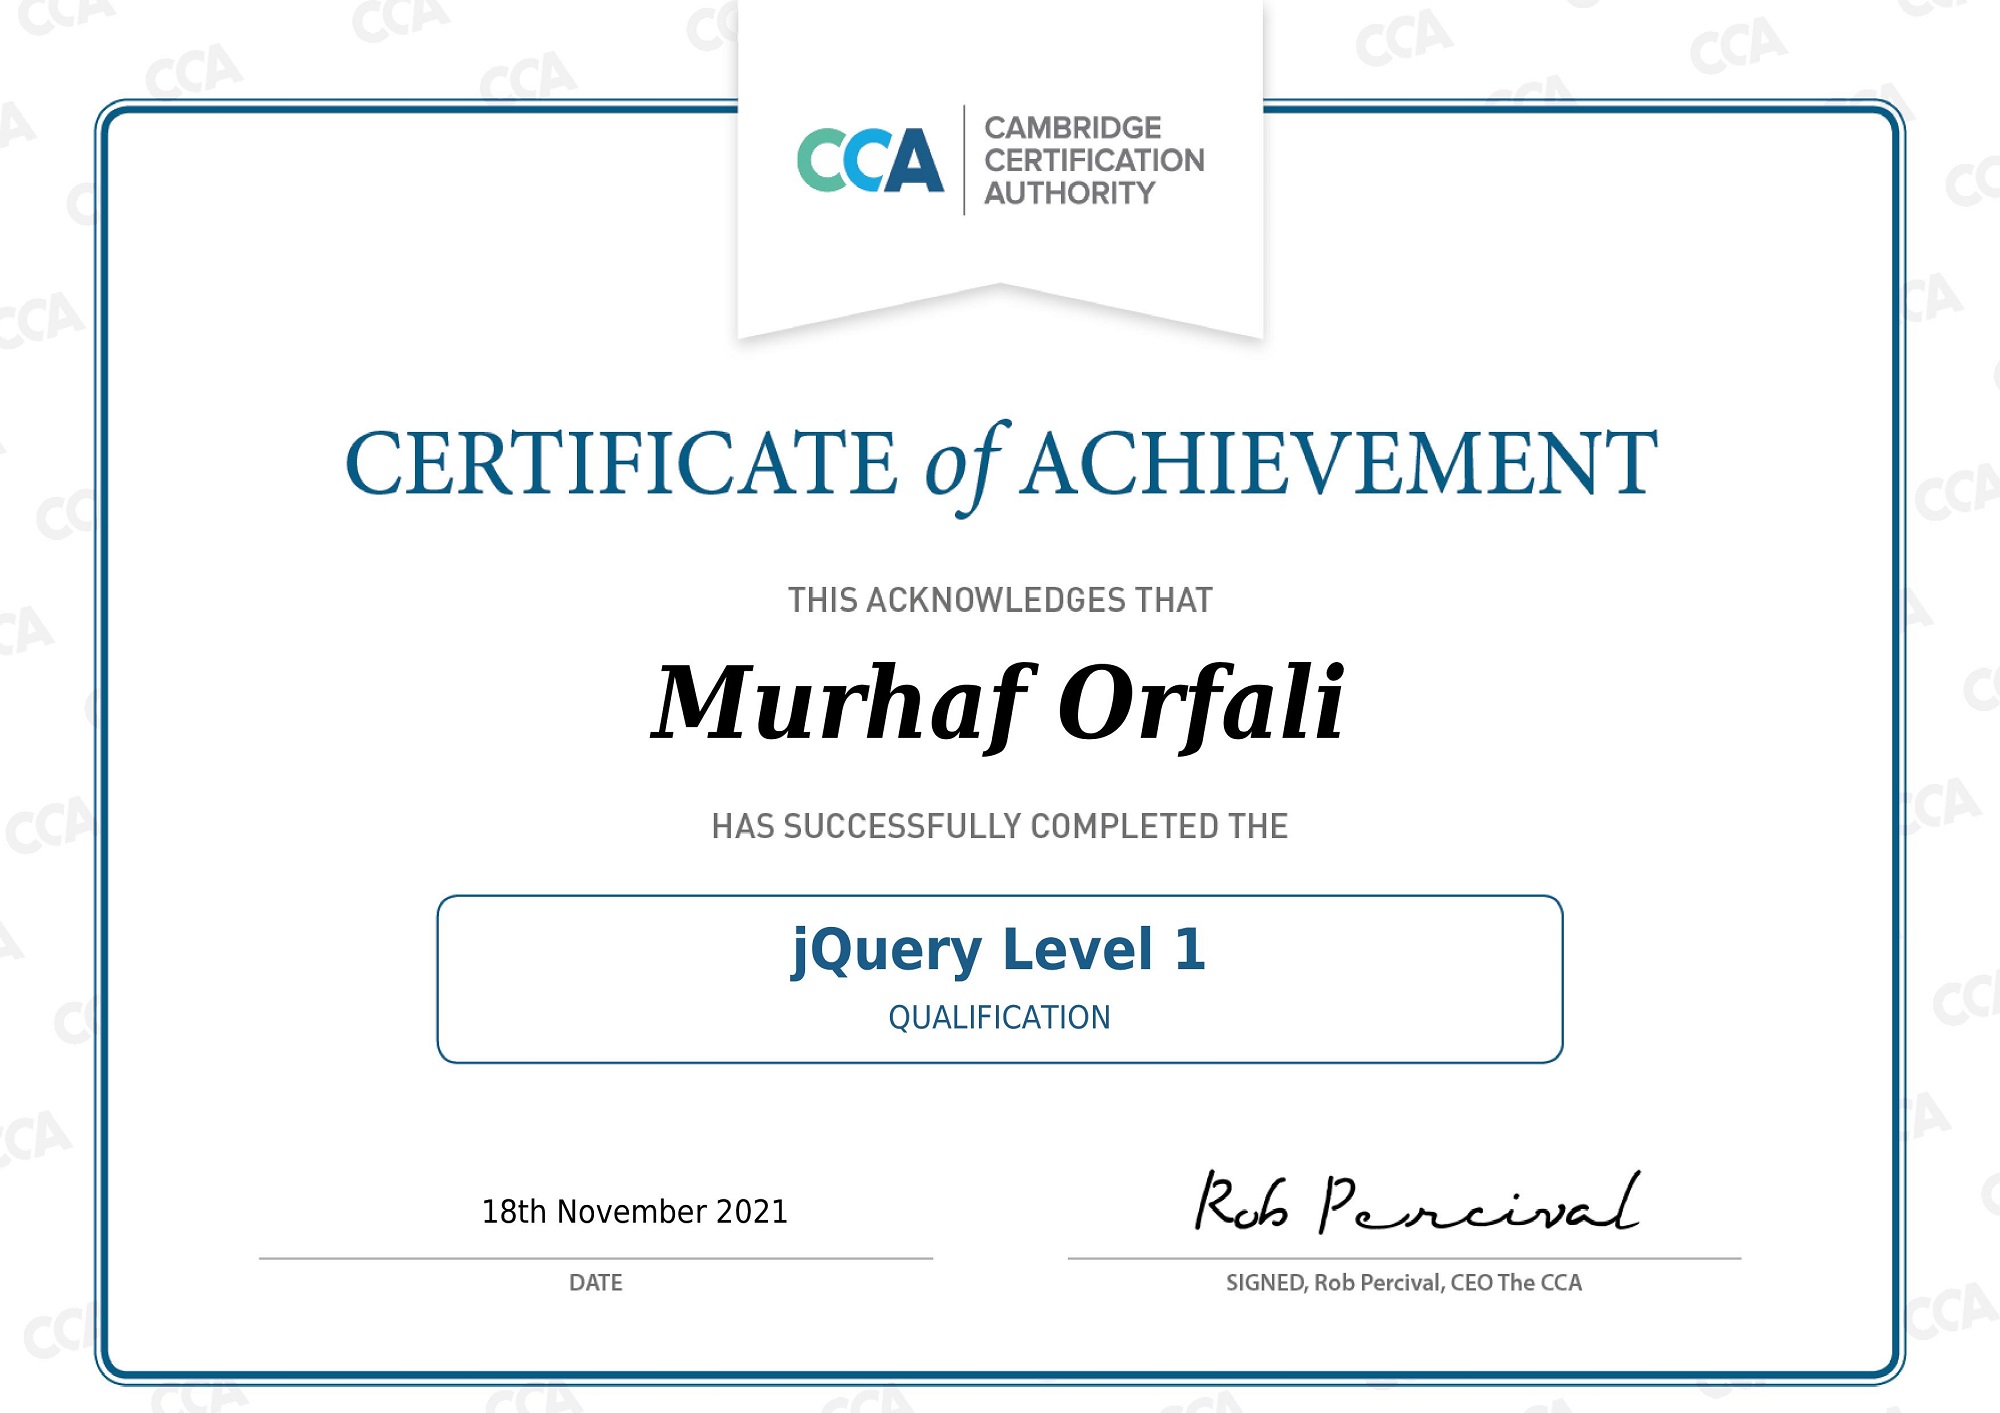 CCA
CAMBRIDGE
CERTIFICATION
AUTHORITY
CERTIFICATE of ACHIEVEMENT
THIS ACKNOWLEDGES THAT
Murhaf Orfali
HAS SUCCESSFULLY COMPLETED THE
jQuery Level 1
QUALIFICATION
18th November 2021
Rob Percival
DATE
SIGNED, Rob Percival, CEO The CCA